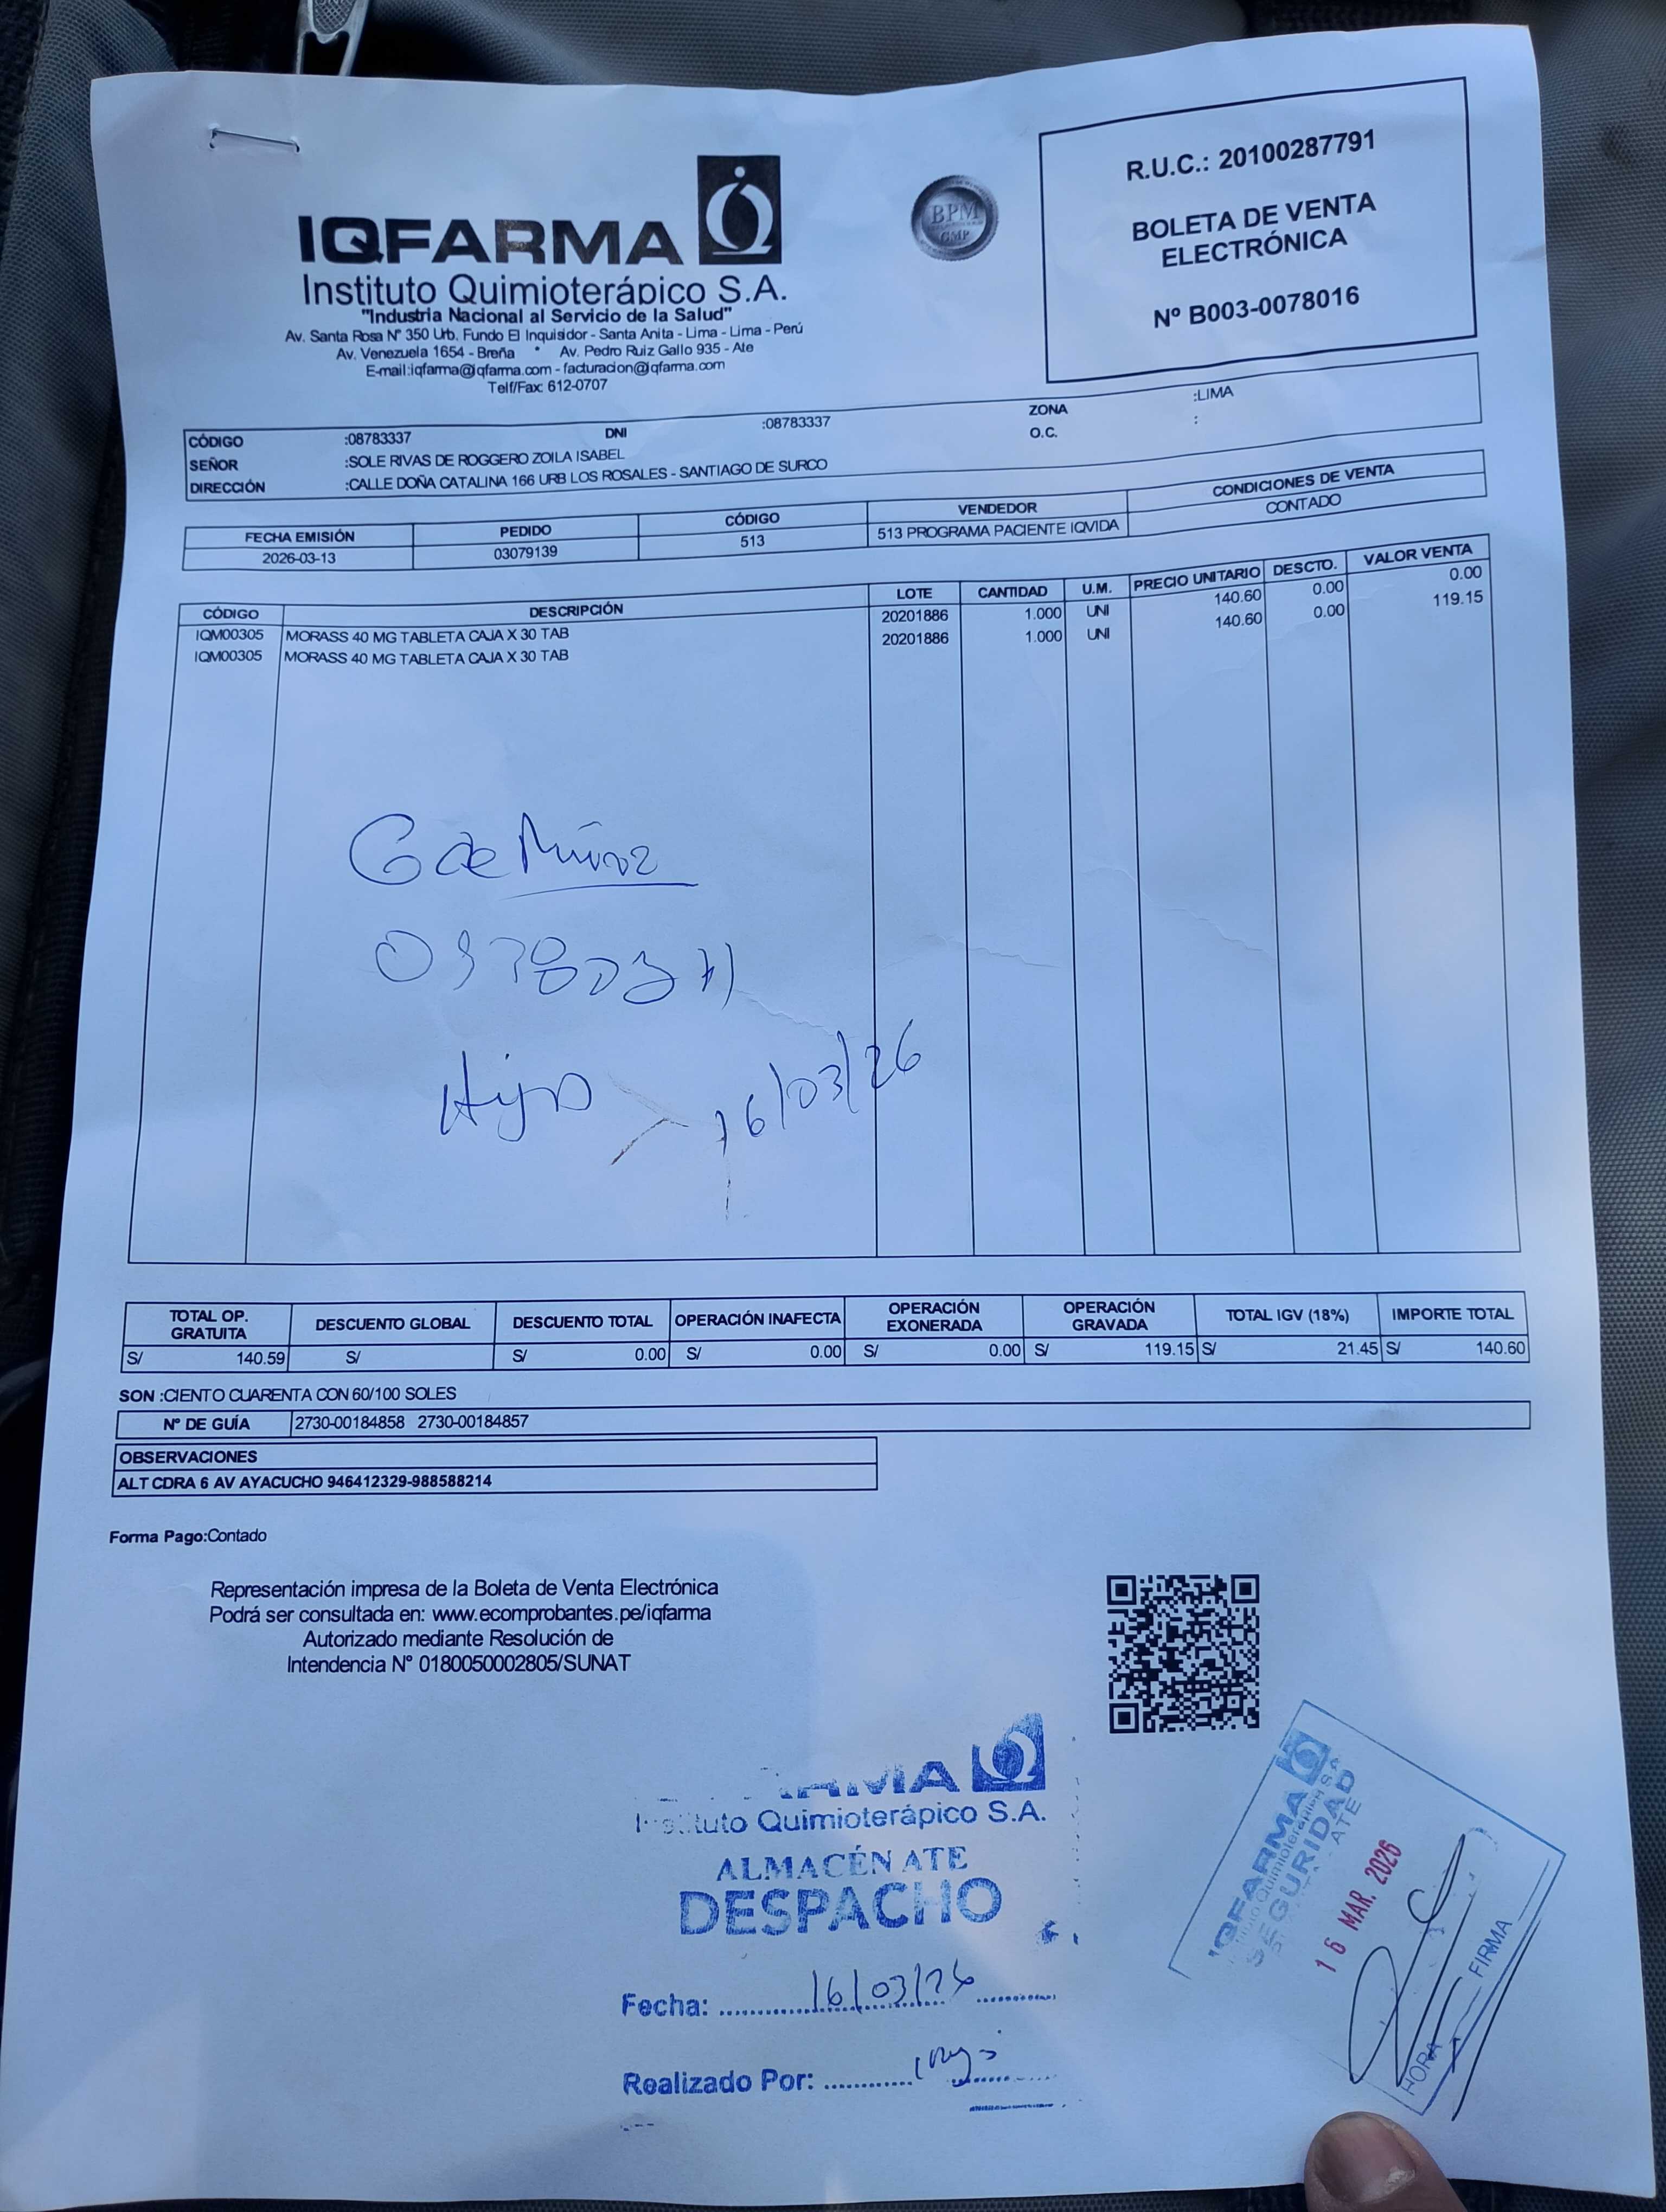 IQFARMA
Instituto Quimioterápico S.A.
"Industria Nacional al Servicio de la Salud"
Av. Santa Rosa N° 350 Urb. Fundo El Inquisidor - Santa Anita - Lima - Lima - Perú
Av. Venezuela 1654 - Breña * Av. Pedro Ruiz Gallo 935 - Ate
E-mail:iqfarma@iqfarma.com - facturacion@iqfarma.com
Telf/Fax: 612-0707
BPM
GMP
R.U.C.: 20100287791
BOLETA DE VENTA
ELECTRÓNICA
Nº B003-0078016
CÓDIGO :08783337 DNI :08783337 ZONA :LIMA
SEÑOR :SOLE RIVAS DE ROGGERO ZOILA ISABEL O.C. :
DIRECCIÓN :CALLE DOÑA CATALINA 166 URB LOS ROSALES - SANTIAGO DE SURCO
FECHA EMISIÓN PEDIDO CÓDIGO VENDEDOR CONDICIONES DE VENTA
2026-03-13 03079139 513 513 PROGRAMA PACIENTE IQVIDA CONTADO
CÓDIGO DESCRIPCIÓN LOTE CANTIDAD U.M. PRECIO UNITARIO DESCTO. VALOR VENTA
IQM00305 MORASS 40 MG TABLETA CAJA X 30 TAB 20201886 1.000 UNI 140.60 0.00 0.00
IQM00305 MORASS 40 MG TABLETA CAJA X 30 TAB 20201886 1.000 UNI 140.60 0.00 119.15
Hijo 16/03/26
TOTAL OP. GRATUITA DESCUENTO GLOBAL DESCUENTO TOTAL OPERACIÓN INAFECTA OPERACIÓN EXONERADA OPERACIÓN GRAVADA TOTAL IGV (18%) IMPORTE TOTAL
S/ 140.59 S/ S/ 0.00 S/ 0.00 S/ 0.00 S/ 119.15 S/ 21.45 S/ 140.60
SON :CIENTO CUARENTA CON 60/100 SOLES
N° DE GUÍA 2730-00184858 2730-00184857
OBSERVACIONES
ALT CDRA 6 AV AYACUCHO 946412329-988588214
Forma Pago:Contado
Representación impresa de la Boleta de Venta Electrónica
Podrá ser consultada en: www.ecomprobantes.pe/iqfarma
Autorizado mediante Resolución de
Intendencia N° 0180050002805/SUNAT
Instituto Quimioterápico S.A.
ALMACÉN ATE
DESPACHO
Fecha: 16/03/26
Realizado Por:
IQFARMA
SEGURIDAD
ATE
16 MAR. 2026
HORA FIRMA